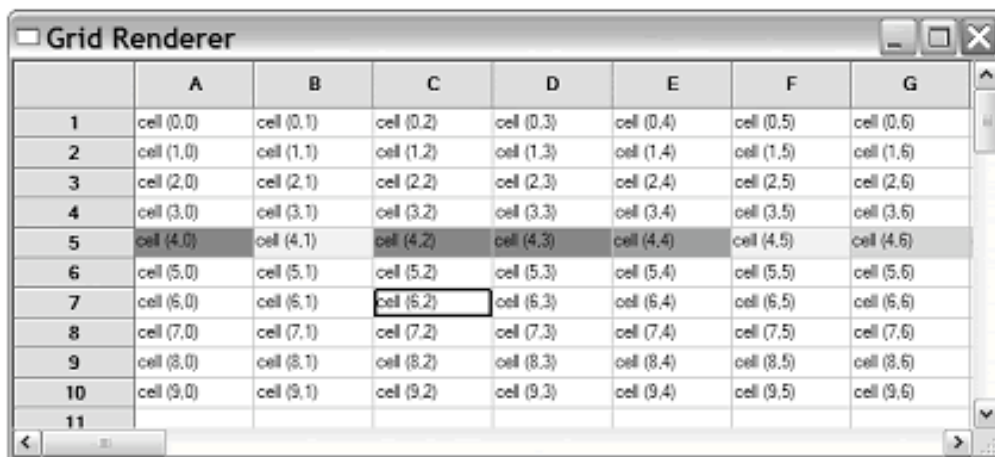 Grid Renderer
A B C D E F G
1 cell (0,0) cell (0,1) cell (0,2) cell (0,3) cell (0,4) cell (0,5) cell (0,6)
2 cell (1,0) cell (1,1) cell (1,2) cell (1,3) cell (1,4) cell (1,5) cell (1,6)
3 cell (2,0) cell (2,1) cell (2,2) cell (2,3) cell (2,4) cell (2,5) cell (2,6)
4 cell (3,0) cell (3,1) cell (3,2) cell (3,3) cell (3,4) cell (3,5) cell (3,6)
5 cell (4,0) cell (4,1) cell (4,2) cell (4,3) cell (4,4) cell (4,5) cell (4,6)
6 cell (5,0) cell (5,1) cell (5,2) cell (5,3) cell (5,4) cell (5,5) cell (5,6)
7 cell (6,0) cell (6,1) cell (6,2) cell (6,3) cell (6,4) cell (6,5) cell (6,6)
8 cell (7,0) cell (7,1) cell (7,2) cell (7,3) cell (7,4) cell (7,5) cell (7,6)
9 cell (8,0) cell (8,1) cell (8,2) cell (8,3) cell (8,4) cell (8,5) cell (8,6)
10 cell (9,0) cell (9,1) cell (9,2) cell (9,3) cell (9,4) cell (9,5) cell (9,6)
11